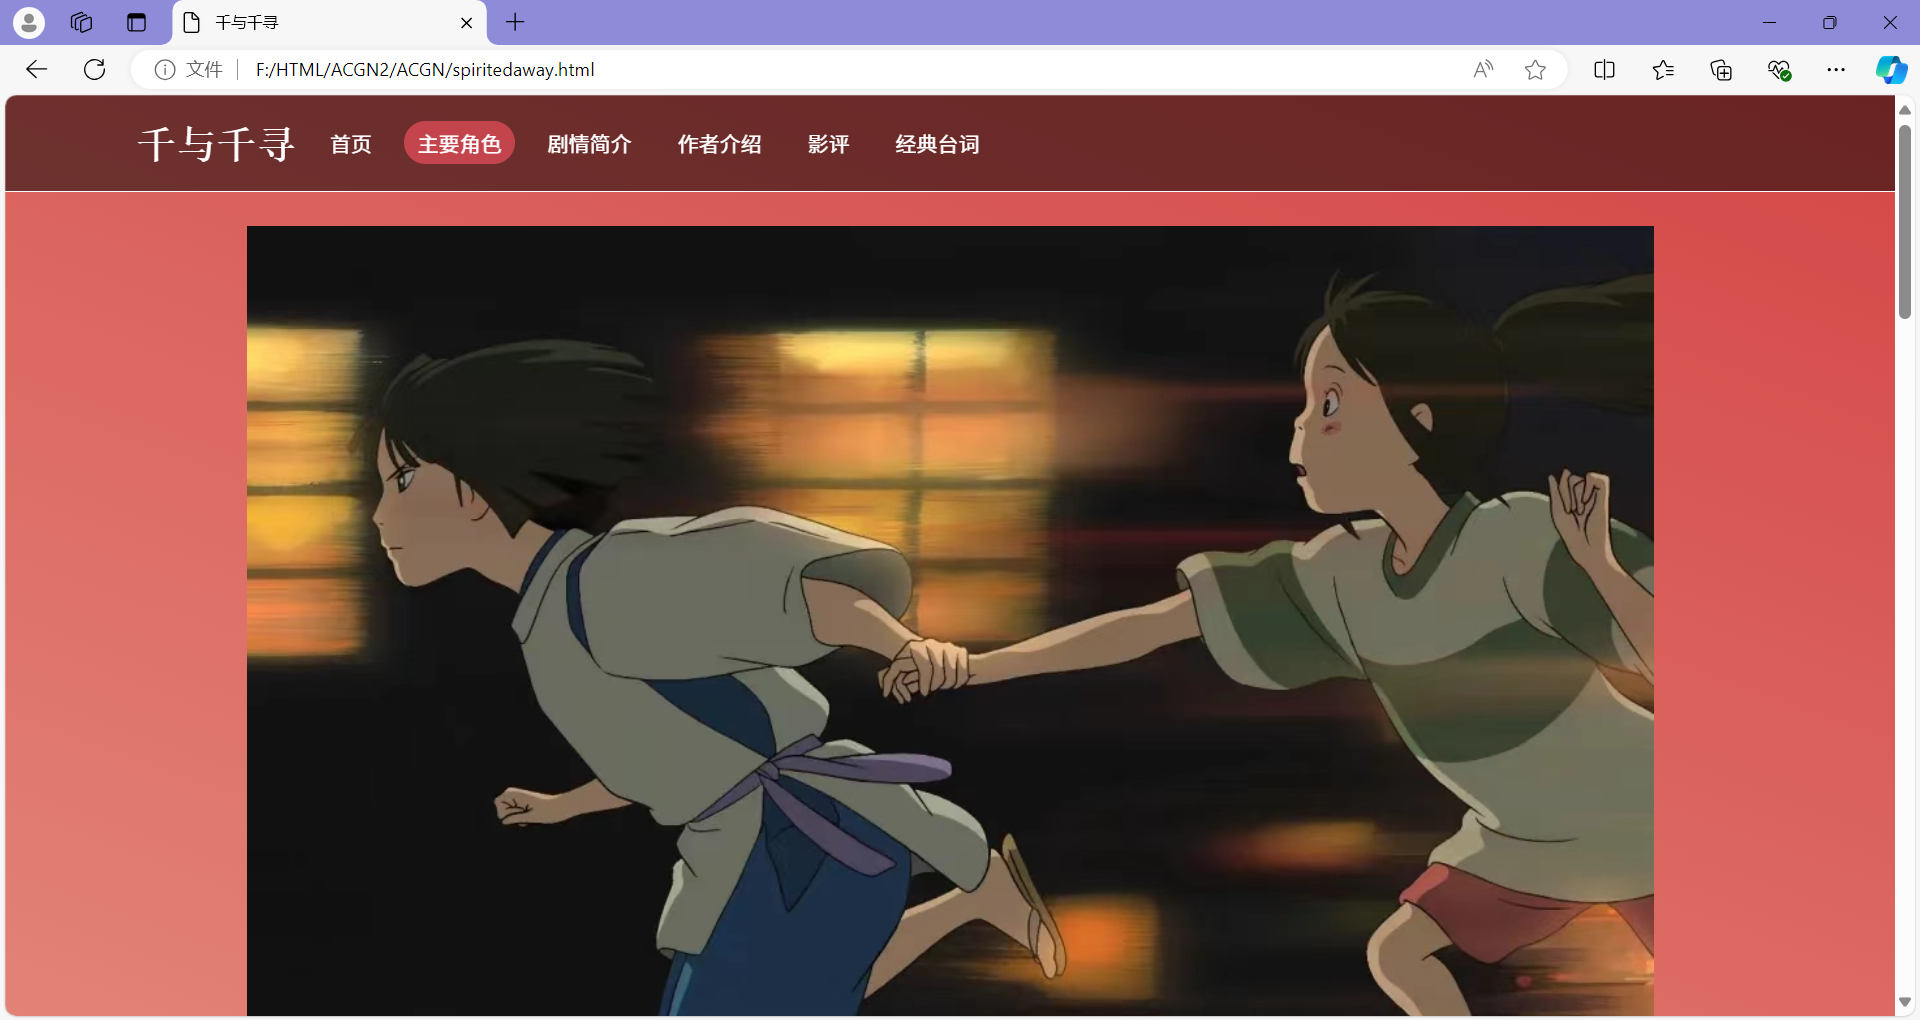 千与千寻
文件 F:/HTML/ACGN2/ACGN/spiritedaway.html
千与千寻 首页 主要角色 剧情简介 作者介绍 影评 经典台词